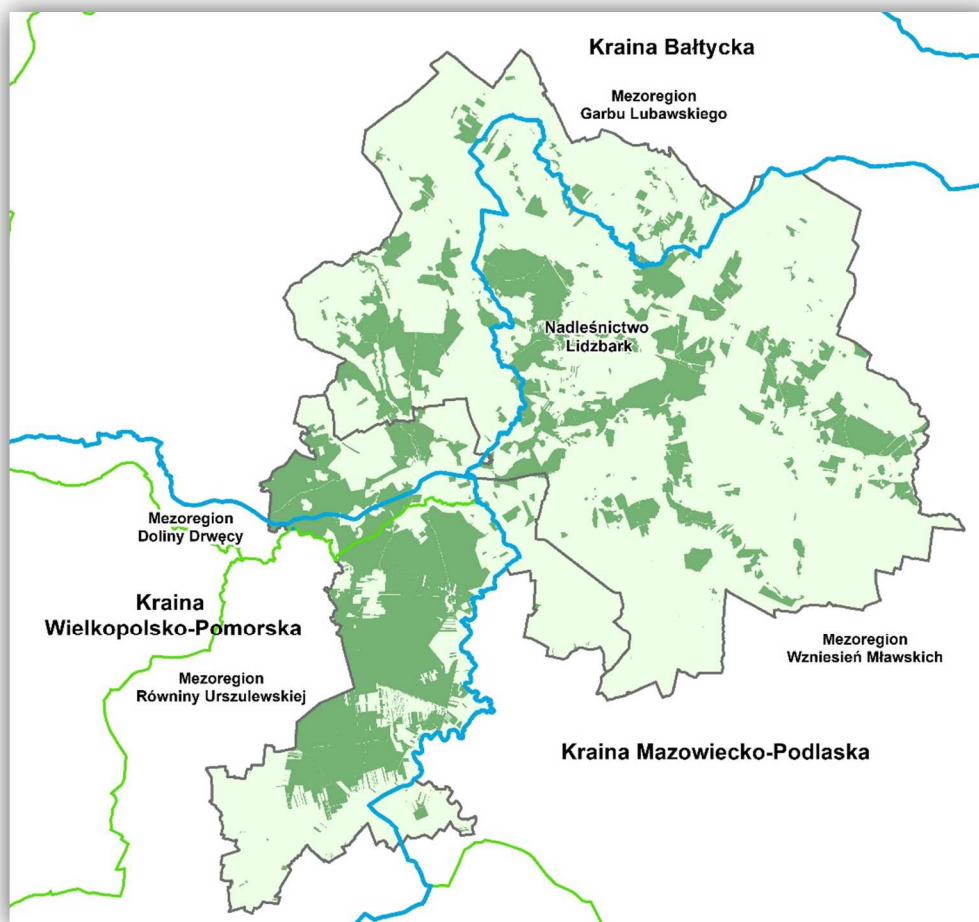 Kraina Bałtycka
Mezoregion
Garbu Lubawskiego
Nadleśnictwo
Lidzbark
Mezoregion
Doliny Drwęcy
Kraina
Wielkopolsko-Pomorska
Mezoregion
Równiny Urszulewskiej
Mezoregion
Wzniesień Mławskich
Kraina Mazowiecko-Podlaska